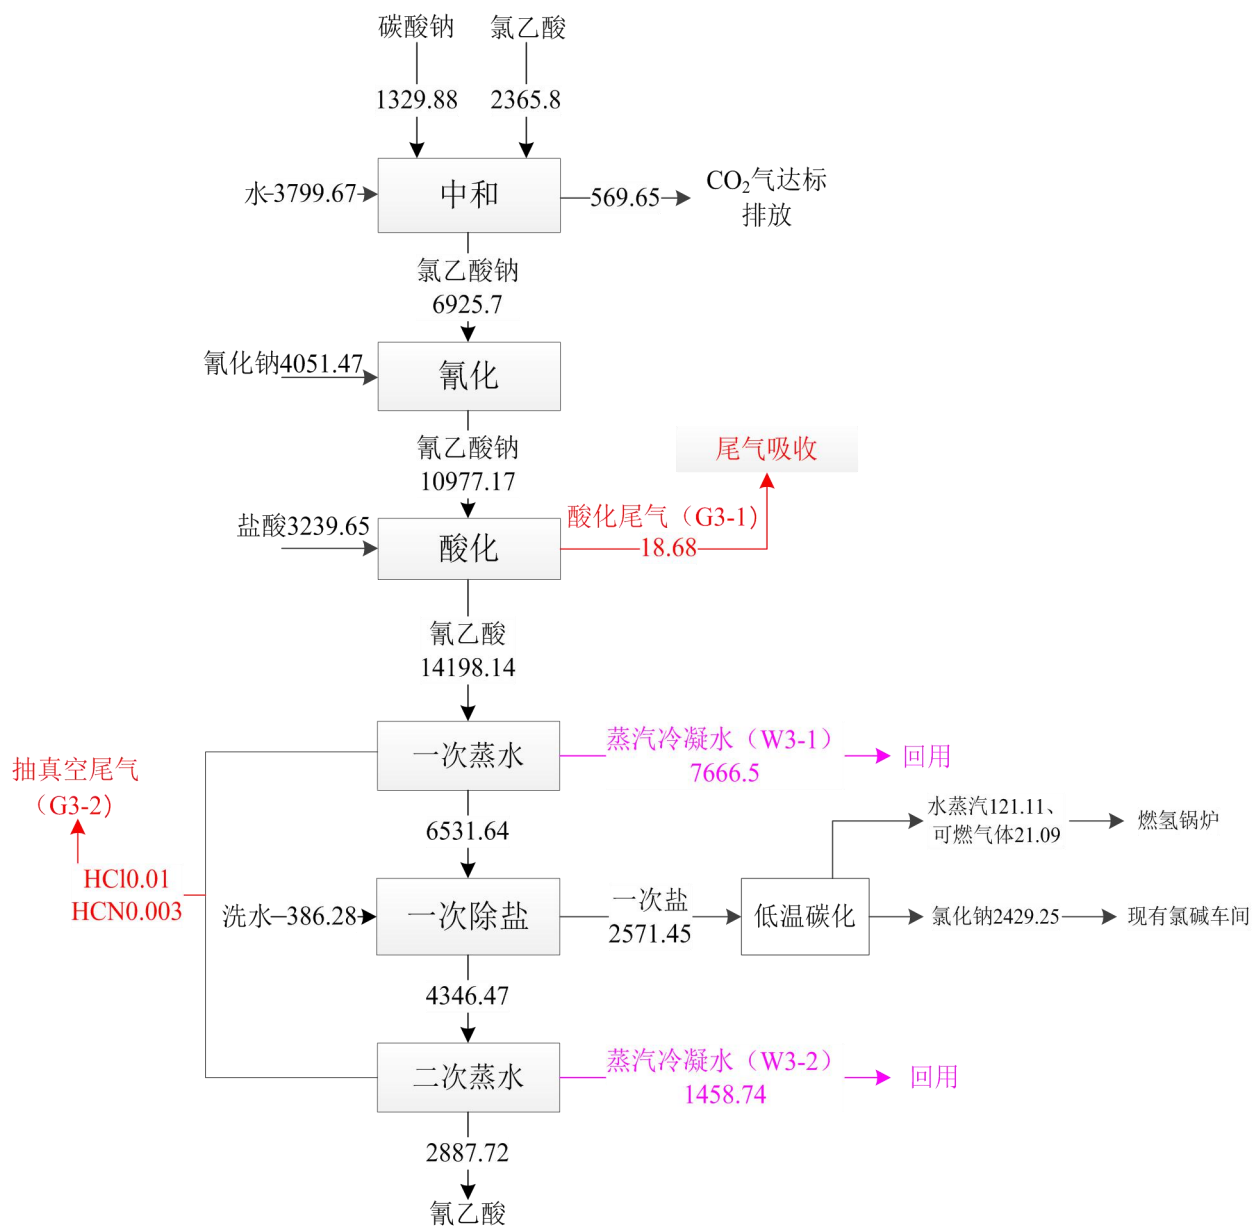 碳酸钠
氯乙酸
1329.88
2365.8
水
3799.67
中和
569.65
CO₂气达标
排放
氯乙酸钠
6925.7
氰化钠4051.47
氰化
氰乙酸钠
10977.17
尾气吸收
盐酸3239.65
酸化
酸化尾气（G3-1）
18.68
氰乙酸
14198.14
一次蒸水
蒸汽冷凝水（W3-1）
7666.5
回用
抽真空尾气
（G3-2）
HCl0.01
HCN0.003
6531.64
水蒸汽121.11、
可燃气体21.09
燃氢锅炉
洗水
386.28
一次除盐
一次盐
2571.45
低温碳化
氯化钠2429.25
现有氯碱车间
4346.47
二次蒸水
蒸汽冷凝水（W3-2）
1458.74
回用
2887.72
氰乙酸